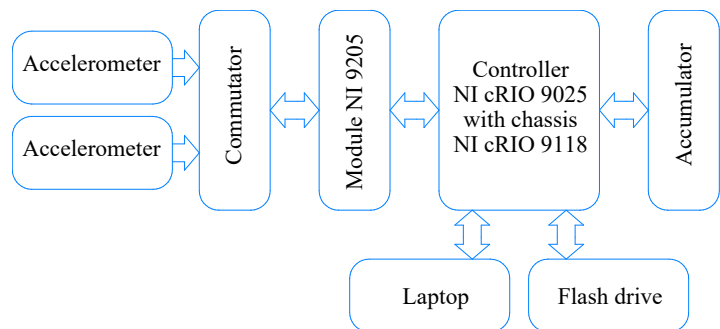 Accelerometer
Accelerometer
Commutator
Module NI 9205
Controller
NI cRIO 9025
with chassis
NI cRIO 9118
Accumulator
Laptop
Flash drive